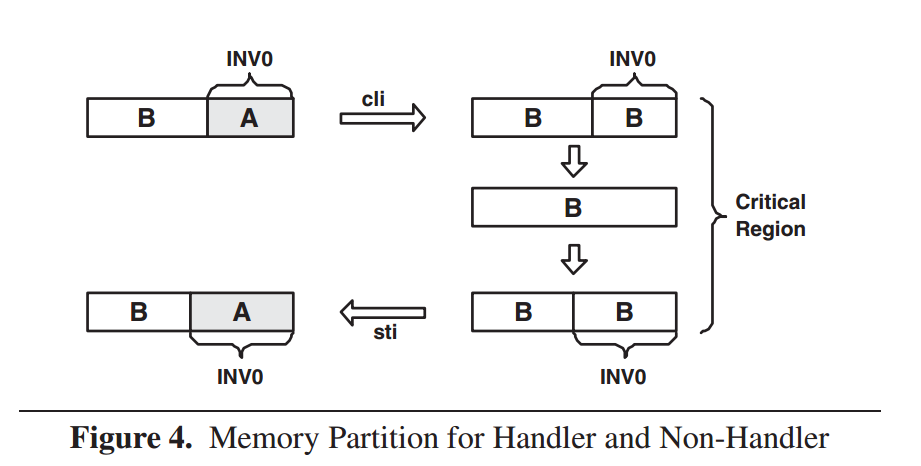 INV0
INV0
B A
cli
B B
B
Critical
Region
B A
sti
B B
INV0
INV0
Figure 4. Memory Partition for Handler and Non-Handler